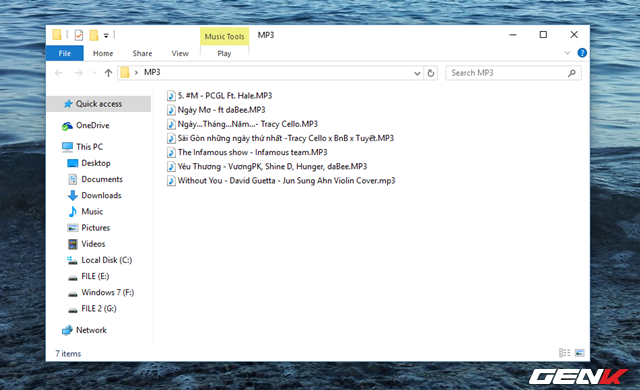 Music Tools
MP3
File
Home
Share
View
Play
MP3
Search MP3
Quick access
OneDrive
This PC
Desktop
Documents
Downloads
Music
Pictures
Videos
Local Disk (C:)
FILE (E:)
Windows 7 (F:)
FILE 2 (G:)
Network
5. #M - PCGL Ft. Hale.MP3
Ngày Mơ - ft daBee.MP3
Ngày...Tháng...Năm...- Tracy Cello.MP3
Sài Gòn những ngày thứ nhất -Tracy Cello x BnB x Tuyết.MP3
The Infamous show - Infamous team.MP3
Yêu Thương - VươngPK, Shine D, Hunger, daBee.MP3
Without You - David Guetta - Jun Sung Ahn Violin Cover.mp3
7 items
GENK